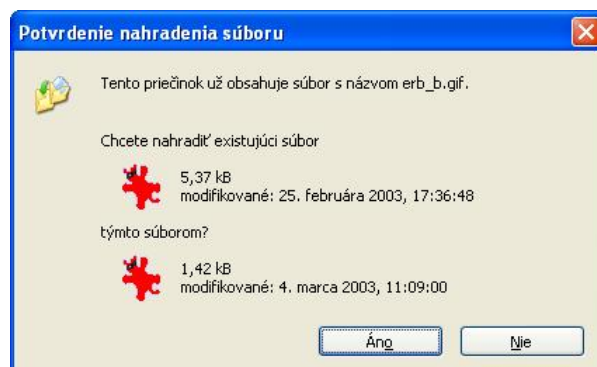 Potvrdenie nahradenia súboru
Tento priečinok už obsahuje súbor s názvom erb_b.gif.
Chcete nahradiť existujúci súbor
5,37 kB
modifikované: 25. februára 2003, 17:36:48
týmto súborom?
1,42 kB
modifikované: 4. marca 2003, 11:09:00
Áno Nie